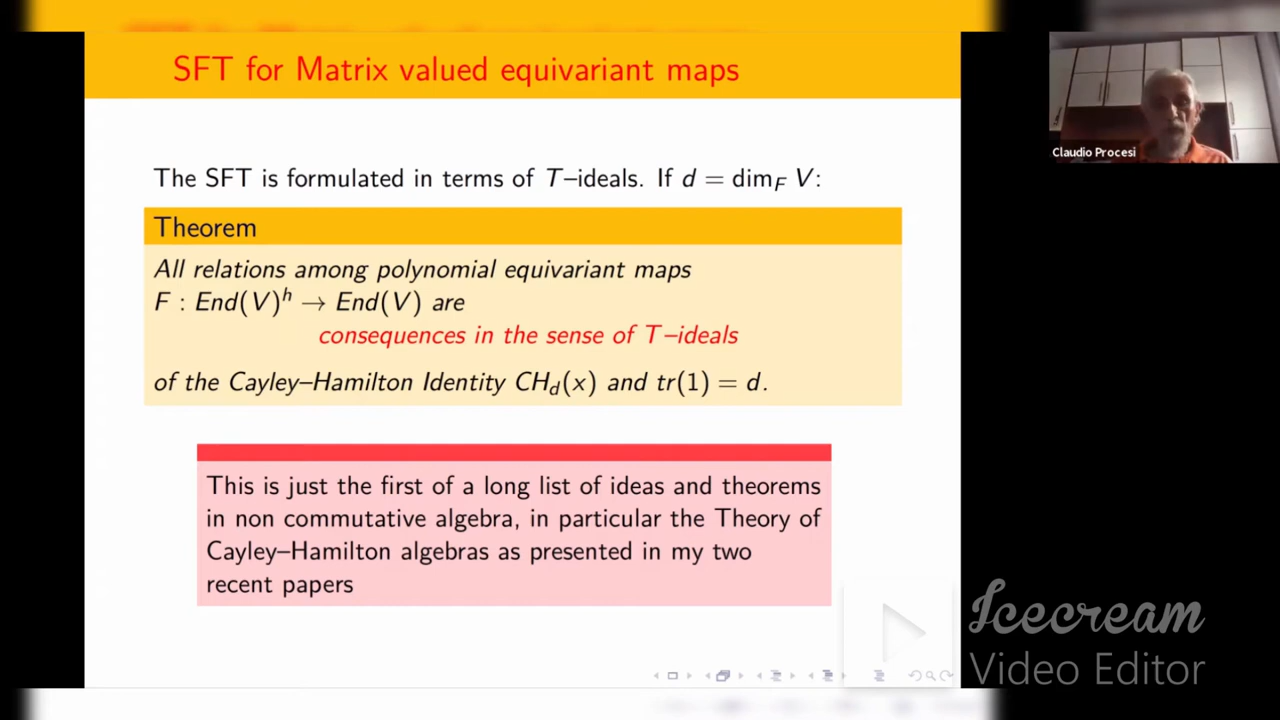 SFT for Matrix valued equivariant maps
Claudio Procesi
The SFT is formulated in terms of T–ideals. If d = dim_F V:
Theorem
All relations among polynomial equivariant maps
F : End(V)^h → End(V) are
consequences in the sense of T–ideals
of the Cayley–Hamilton Identity CH_d(x) and tr(1) = d.
This is just the first of a long list of ideas and theorems
in non commutative algebra, in particular the Theory of
Cayley–Hamilton algebras as presented in my two
recent papers
Icecream
Video Editor